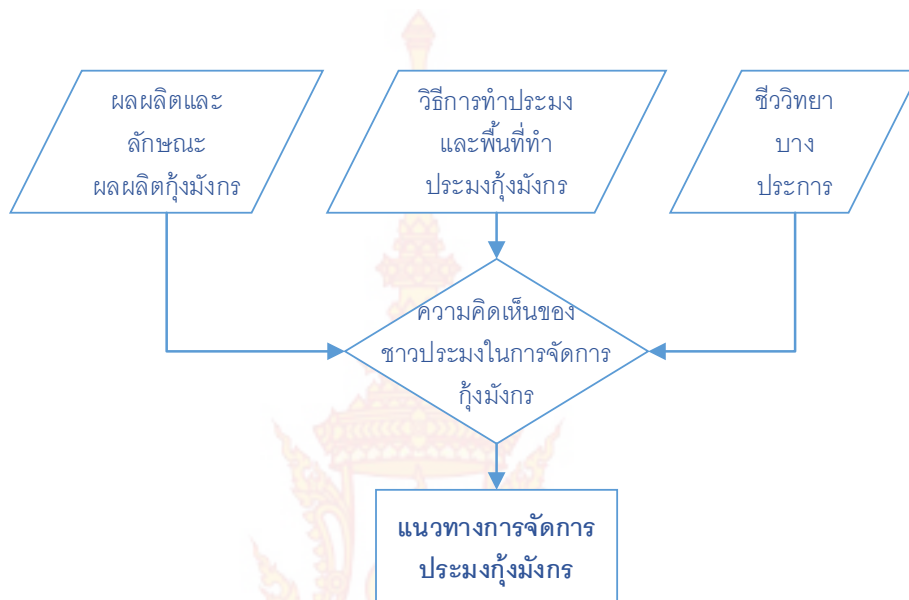 ผลผลิตและ
ลักษณะ
ผลผลิตกุ้งมังกร
วิธีการทำประมง
และพื้นที่ทำ
ประมงกุ้งมังกร
ชีววิทยา
บาง
ประการ
ความคิดเห็นของ
ชาวประมงในการจัดการ
กุ้งมังกร
แนวทางการจัดการ
ประมงกุ้งมังกร